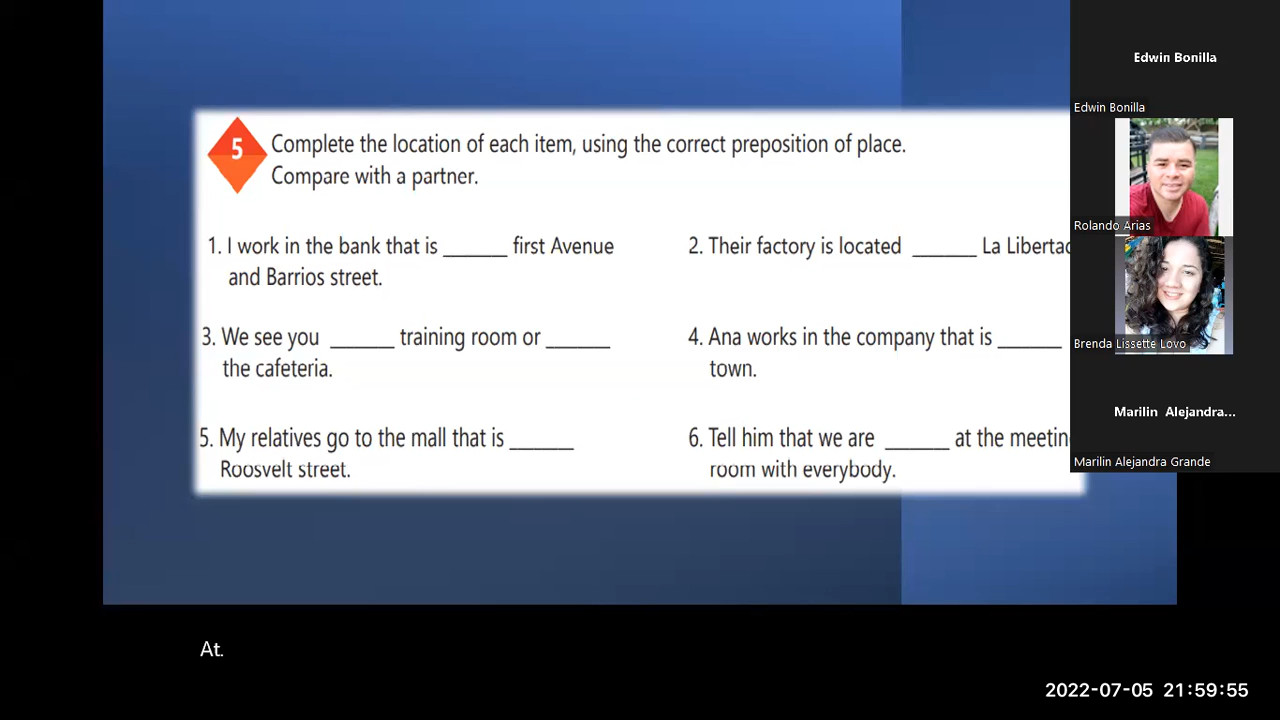 5
Complete the location of each item, using the correct preposition of place.
Compare with a partner.
1. I work in the bank that is ______ first Avenue
and Barrios street.
2. Their factory is located ______ La Libertad
3. We see you ______ training room or ______
the cafeteria.
4. Ana works in the company that is ______
town.
5. My relatives go to the mall that is ______
Roosvelt street.
6. Tell him that we are ______ at the meetin
room with everybody.
Edwin Bonilla
Edwin Bonilla
Rolando Arias
Brenda Lissette Lovo
Marilin Alejandra...
Marilin Alejandra Grande
At.
2022-07-05 21:59:55